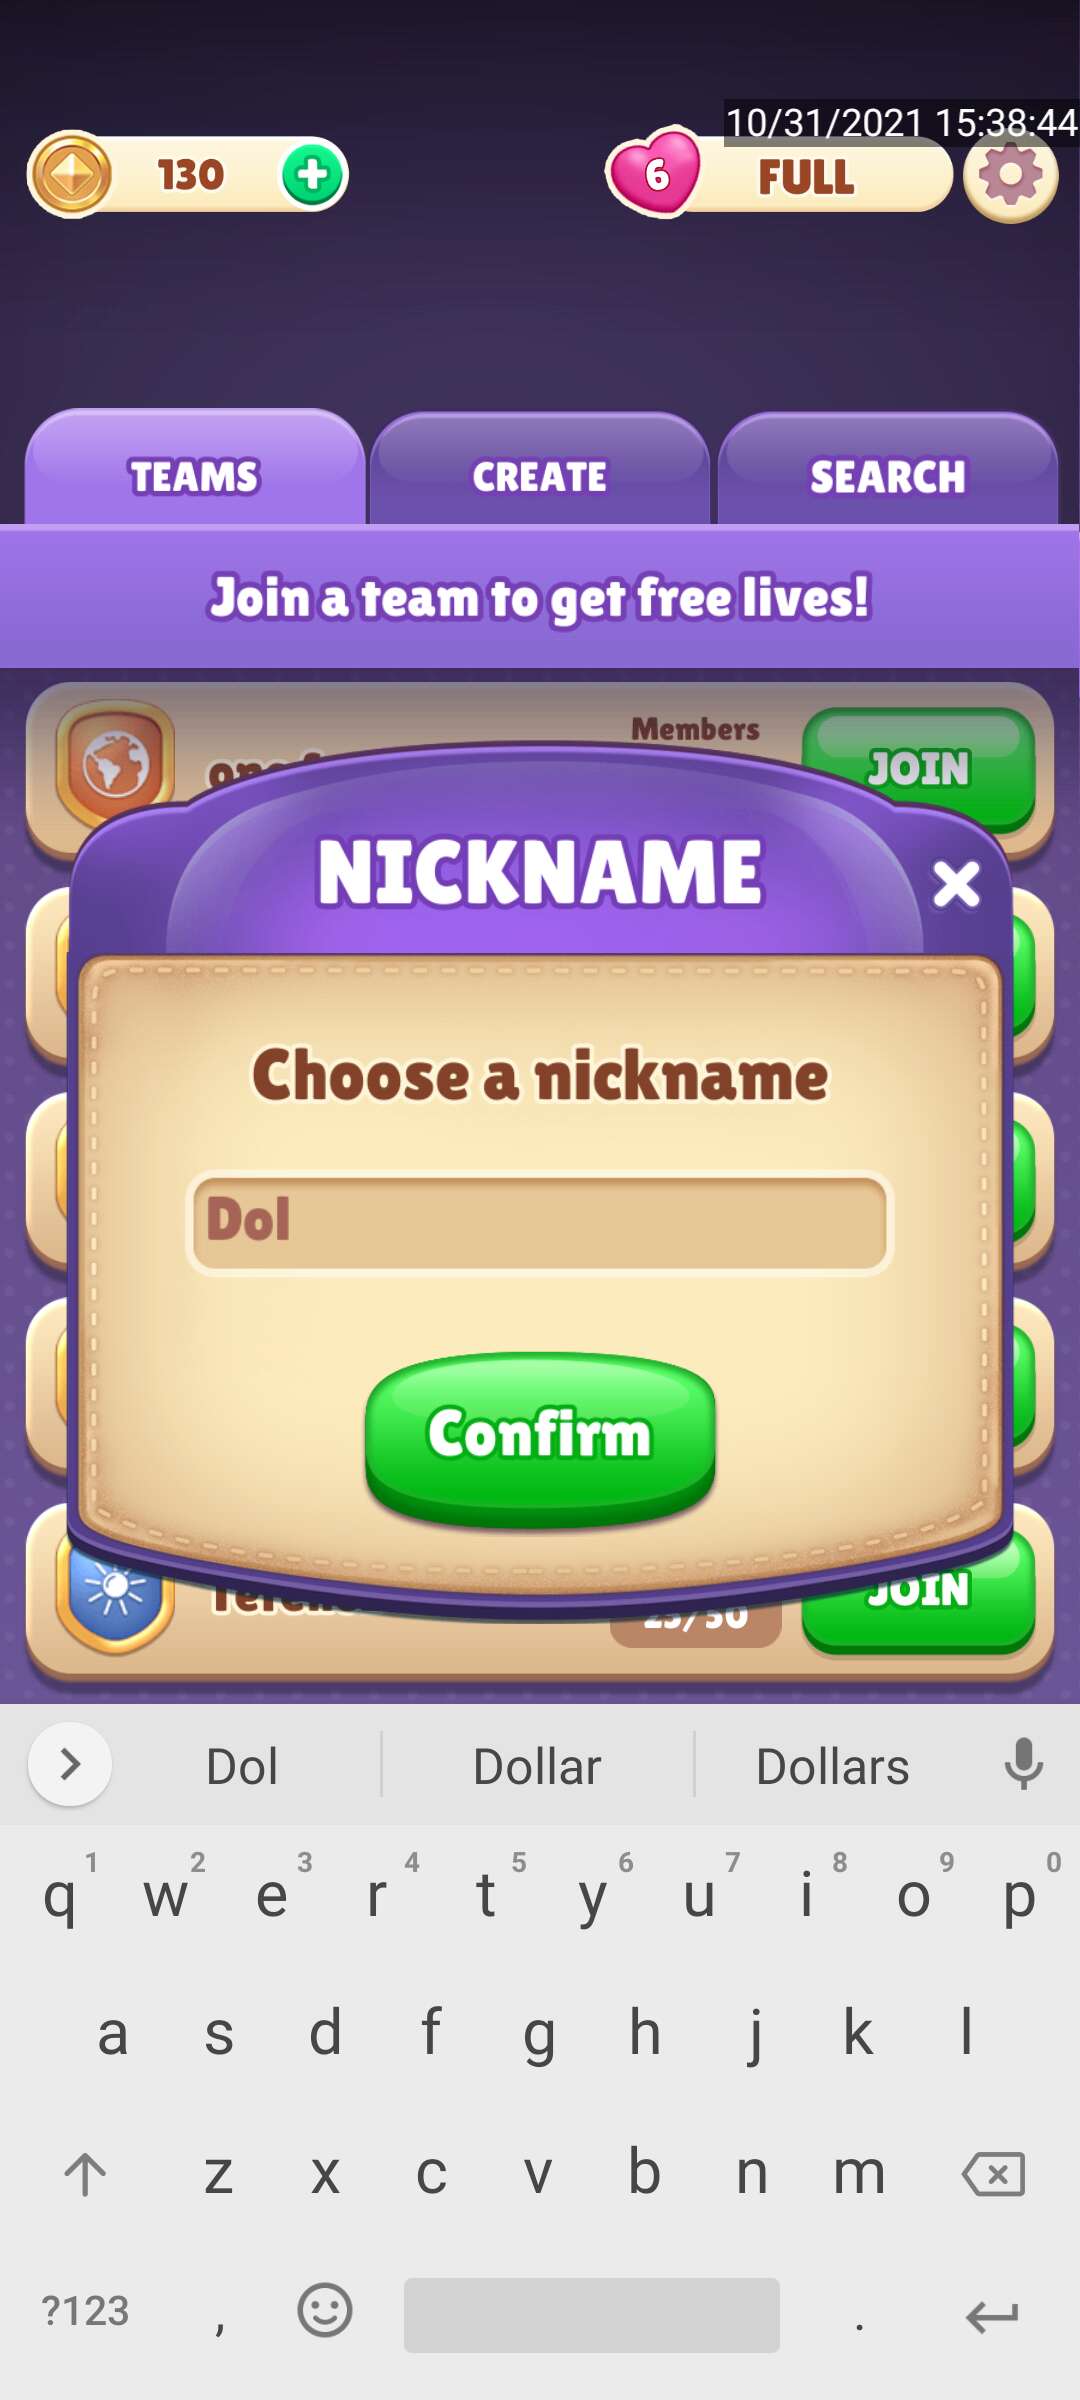 10/31/2021 15:38:44
130
6 FULL
TEAMS CREATE SEARCH
Join a team to get free lives!
Members
JOIN
NICKNAME
Choose a nickname
Dol
Confirm
JOIN
Dol Dollar Dollars
1 2 3 4 5 6 7 8 9 0
q w e r t y u i o p
a s d f g h j k l
z x c v b n m
?123 , .